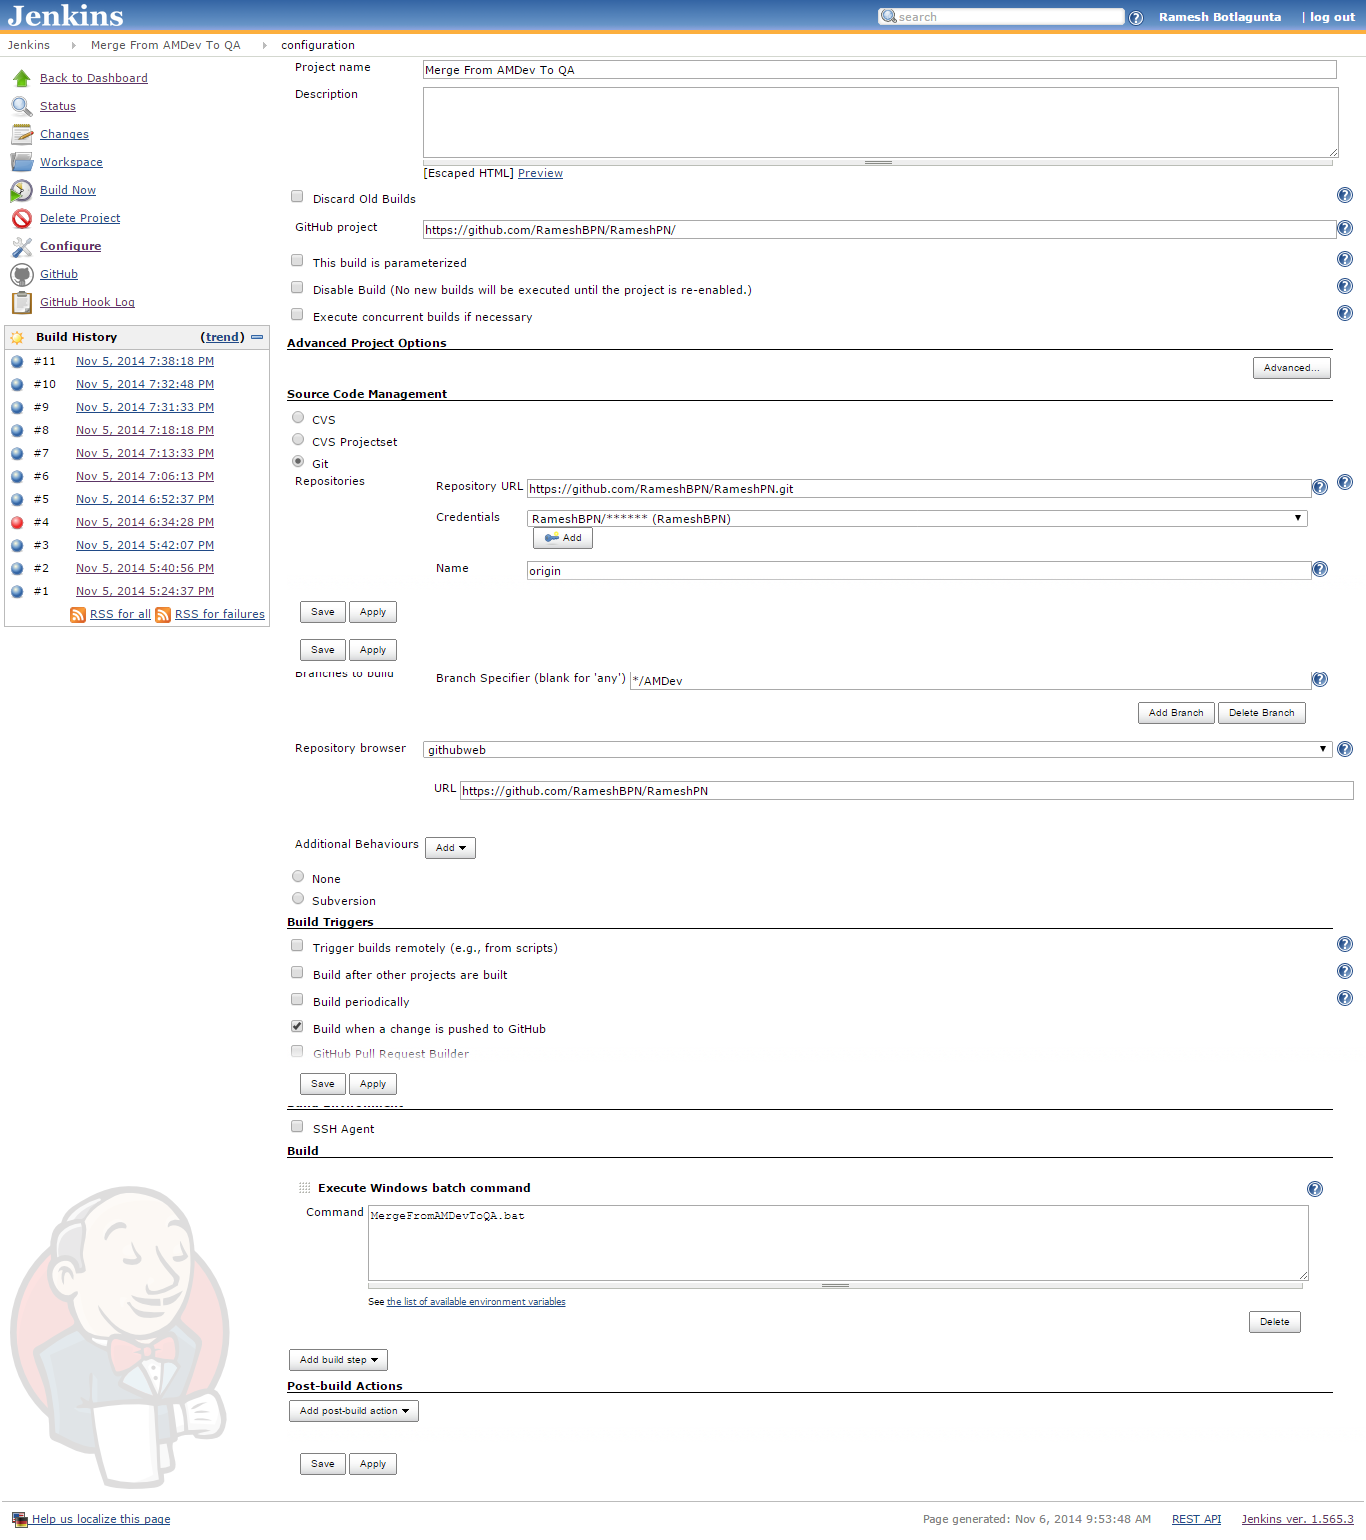 Jenkins
search
Ramesh Botlagunta | log out
Jenkins Merge From AMDev To QA configuration
Back to Dashboard
Status
Changes
Workspace
Build Now
Delete Project
Configure
GitHub
GitHub Hook Log
Build History (trend)
#11 Nov 5, 2014 7:38:18 PM
#10 Nov 5, 2014 7:32:48 PM
#9 Nov 5, 2014 7:31:33 PM
#8 Nov 5, 2014 7:18:18 PM
#7 Nov 5, 2014 7:13:33 PM
#6 Nov 5, 2014 7:06:13 PM
#5 Nov 5, 2014 6:52:37 PM
#4 Nov 5, 2014 6:34:28 PM
#3 Nov 5, 2014 5:42:07 PM
#2 Nov 5, 2014 5:40:56 PM
#1 Nov 5, 2014 5:24:37 PM
RSS for all RSS for failures
Project name Merge From AMDev To QA
Description
[Escaped HTML] Preview
Discard Old Builds
GitHub project https://github.com/RameshBPN/RameshPN/
This build is parameterized
Disable Build (No new builds will be executed until the project is re-enabled.)
Execute concurrent builds if necessary
Advanced Project Options
Advanced...
Source Code Management
CVS
CVS Projectset
Git
Repositories Repository URL https://github.com/RameshBPN/RameshPN.git
Credentials RameshBPN/****** (RameshBPN)
Add
Name origin
Save Apply
Save Apply
Branches to build Branch Specifier (blank for 'any') */AMDev
Add Branch Delete Branch
Repository browser githubweb
URL https://github.com/RameshBPN/RameshPN
Additional Behaviours Add
None
Subversion
Build Triggers
Trigger builds remotely (e.g., from scripts)
Build after other projects are built
Build periodically
Build when a change is pushed to GitHub
GitHub Pull Request Builder
Save Apply
SSH Agent
Build
Execute Windows batch command
Command MergeFromAMDevToQA.bat
See the list of available environment variables
Delete
Add build step
Post-build Actions
Add post-build action
Save Apply
Help us localize this page
Page generated: Nov 6, 2014 9:53:48 AM REST API Jenkins ver. 1.565.3